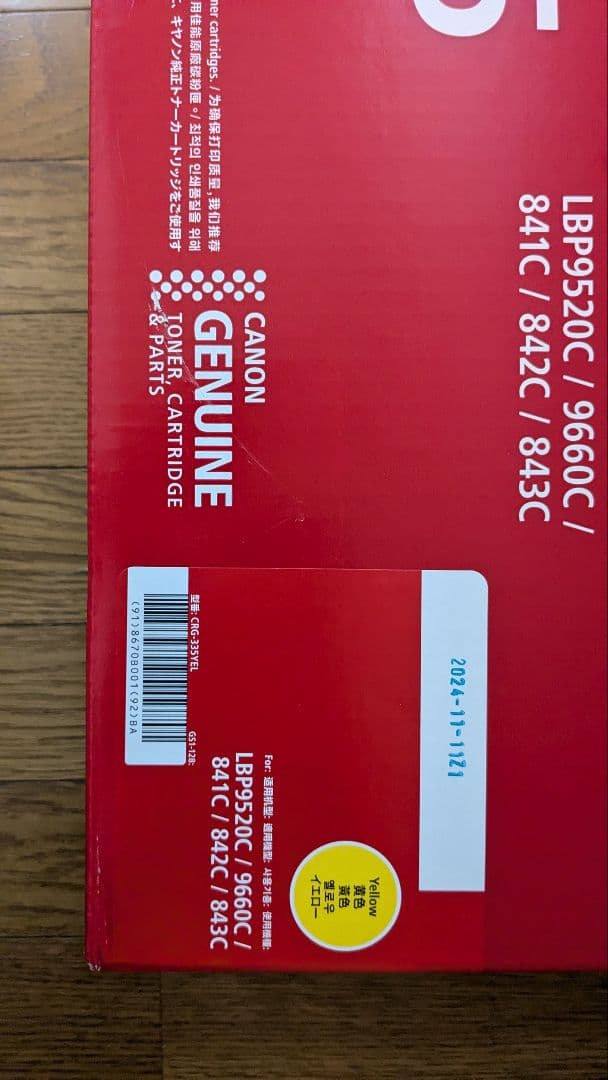 ner cartridges. / 为确保打印质量,我们推荐
用佳能原廠碳粉匣。/ 최적의 인쇄품질을 위해
、キヤノン純正トナーカートリッジをご使用す
LBP9520C / 9660C /
841C / 842C / 843C
CANON
GENUINE
TONER, CARTRIDGE
& PARTS
2024-11-1121
型番: CRG-335YEL
GS1-128:
(91)8670B001(92)BA
For: 适用机型: 適用機型: 사용기종: 使用機種:
LBP9520C / 9660C /
841C / 842C / 843C
Yellow
黄色
黃色
옐로우
イエロー